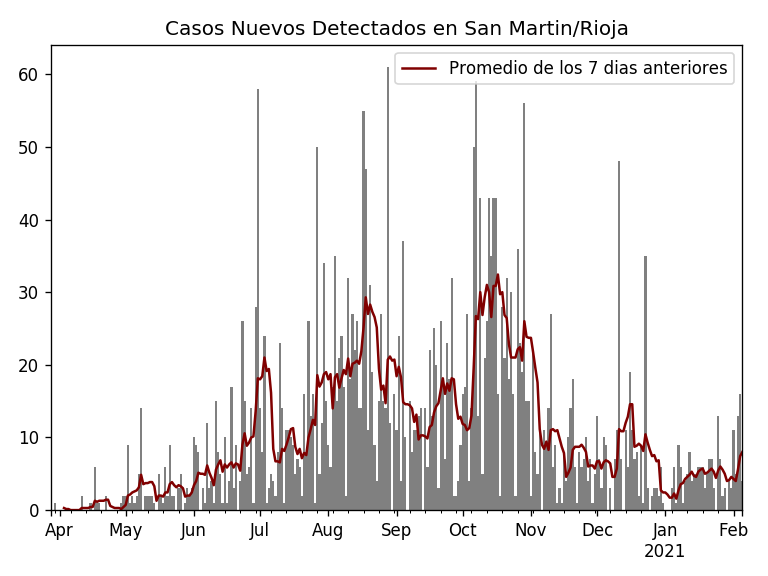 Casos Nuevos Detectados en San Martin/Rioja
Promedio de los 7 dias anteriores
60
50
40
30
20
10
0
Apr May Jun Jul Aug Sep Oct Nov Dec Jan Feb
2021